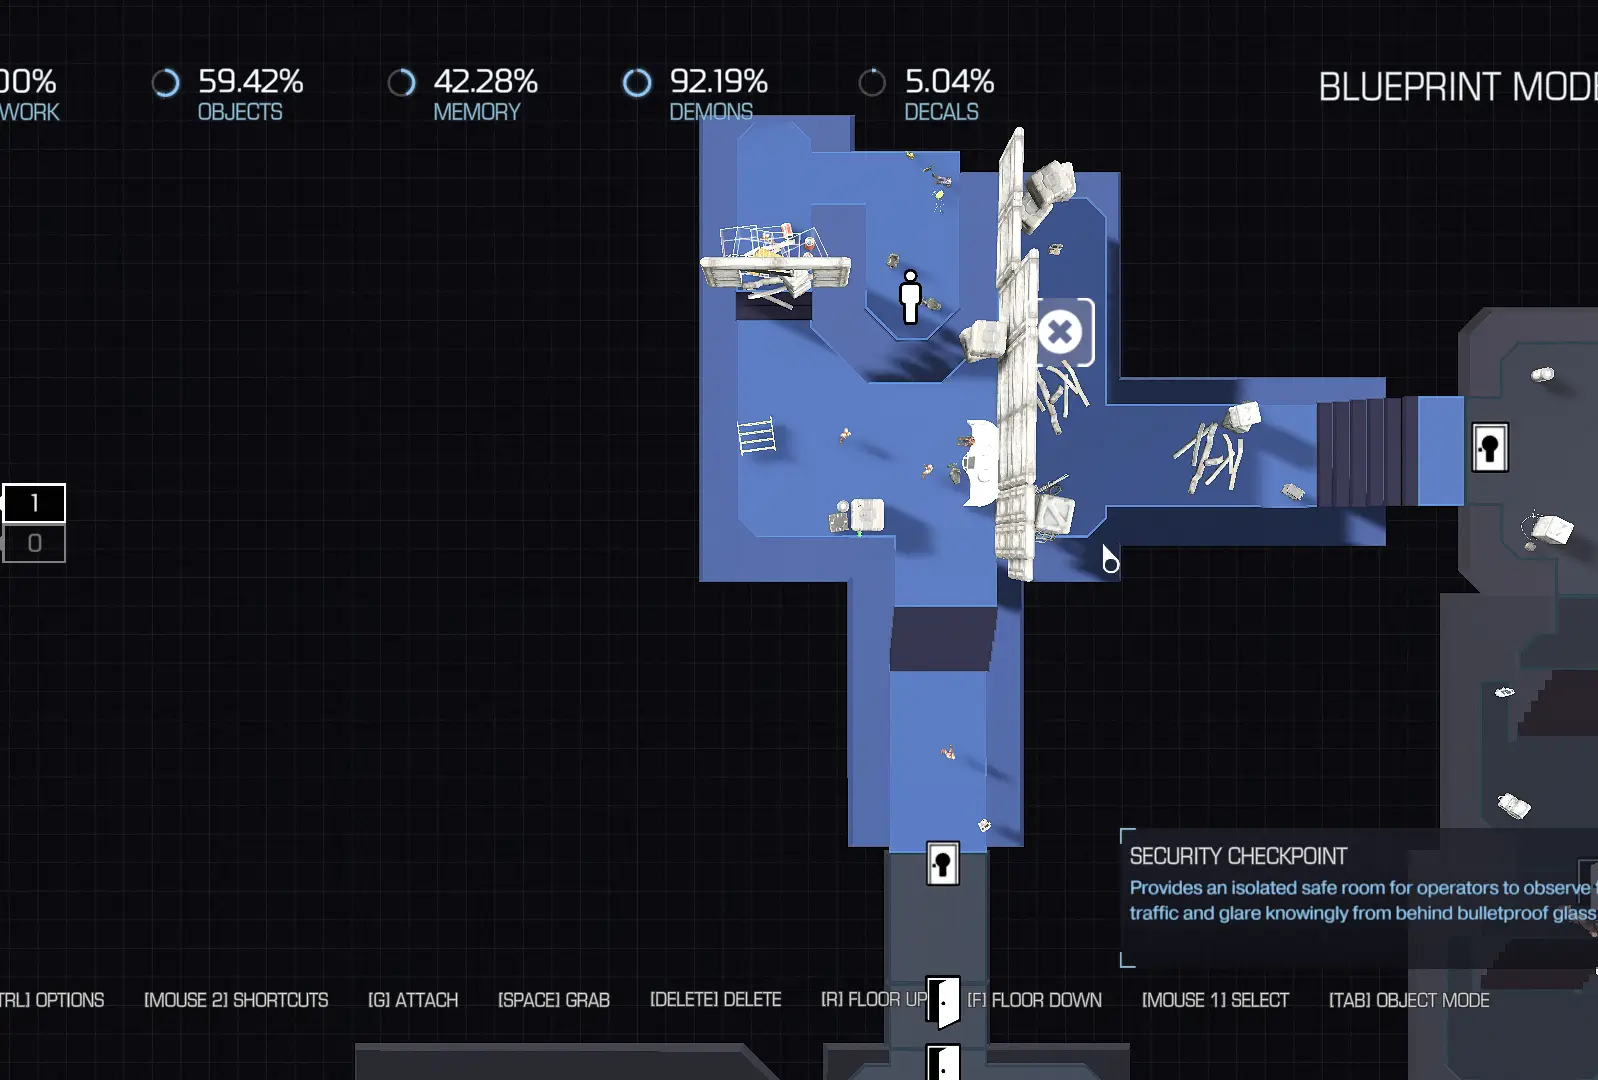 00%
WORK
59.42%
OBJECTS
42.28%
MEMORY
92.19%
DEMONS
5.04%
DECALS
BLUEPRINT MODE
1
0
SECURITY CHECKPOINT
Provides an isolated safe room for operators to observe
traffic and glare knowingly from behind bulletproof glass
TRL] OPTIONS
[MOUSE 2] SHORTCUTS
[G] ATTACH
[SPACE] GRAB
[DELETE] DELETE
[R] FLOOR UP
[F] FLOOR DOWN
[MOUSE 1] SELECT
[TAB] OBJECT MODE